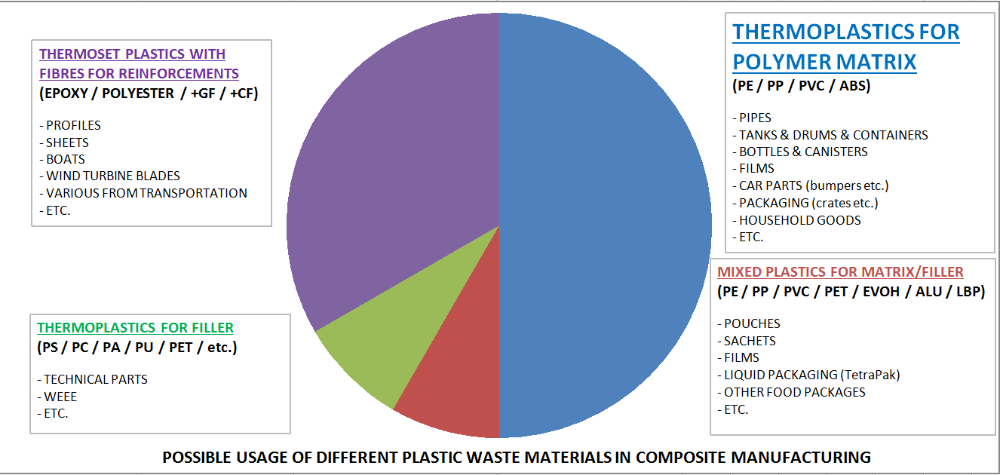 THERMOSET PLASTICS WITH
FIBRES FOR REINFORCEMENTS
(EPOXY / POLYESTER / +GF / +CF)
- PROFILES
- SHEETS
- BOATS
- WIND TURBINE BLADES
- VARIOUS FROM TRANSPORTATION
- ETC.
THERMOPLASTICS FOR
POLYMER MATRIX
(PE / PP / PVC / ABS)
- PIPES
- TANKS & DRUMS & CONTAINERS
- BOTTLES & CANISTERS
- FILMS
- CAR PARTS (bumpers etc.)
- PACKAGING (crates etc.)
- HOUSEHOLD GOODS
- ETC.
THERMOPLASTICS FOR FILLER
(PS / PC / PA / PU / PET / etc.)
- TECHNICAL PARTS
- WEEE
- ETC.
MIXED PLASTICS FOR MATRIX/FILLER
(PE / PP / PVC / PET / EVOH / ALU / LBP)
- POUCHES
- SACHETS
- FILMS
- LIQUID PACKAGING (TetraPak)
- OTHER FOOD PACKAGES
- ETC.
POSSIBLE USAGE OF DIFFERENT PLASTIC WASTE MATERIALS IN COMPOSITE MANUFACTURING